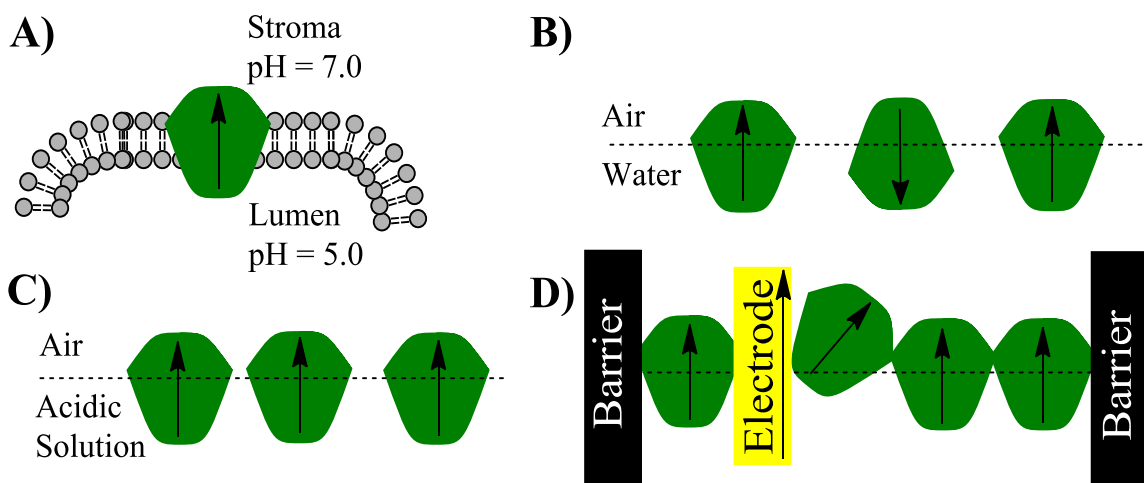 A)
Stroma
pH = 7.0
Lumen
pH = 5.0
B)
Air
Water
C)
Air
Acidic
Solution
D)
Barrier
Electrode
Barrier